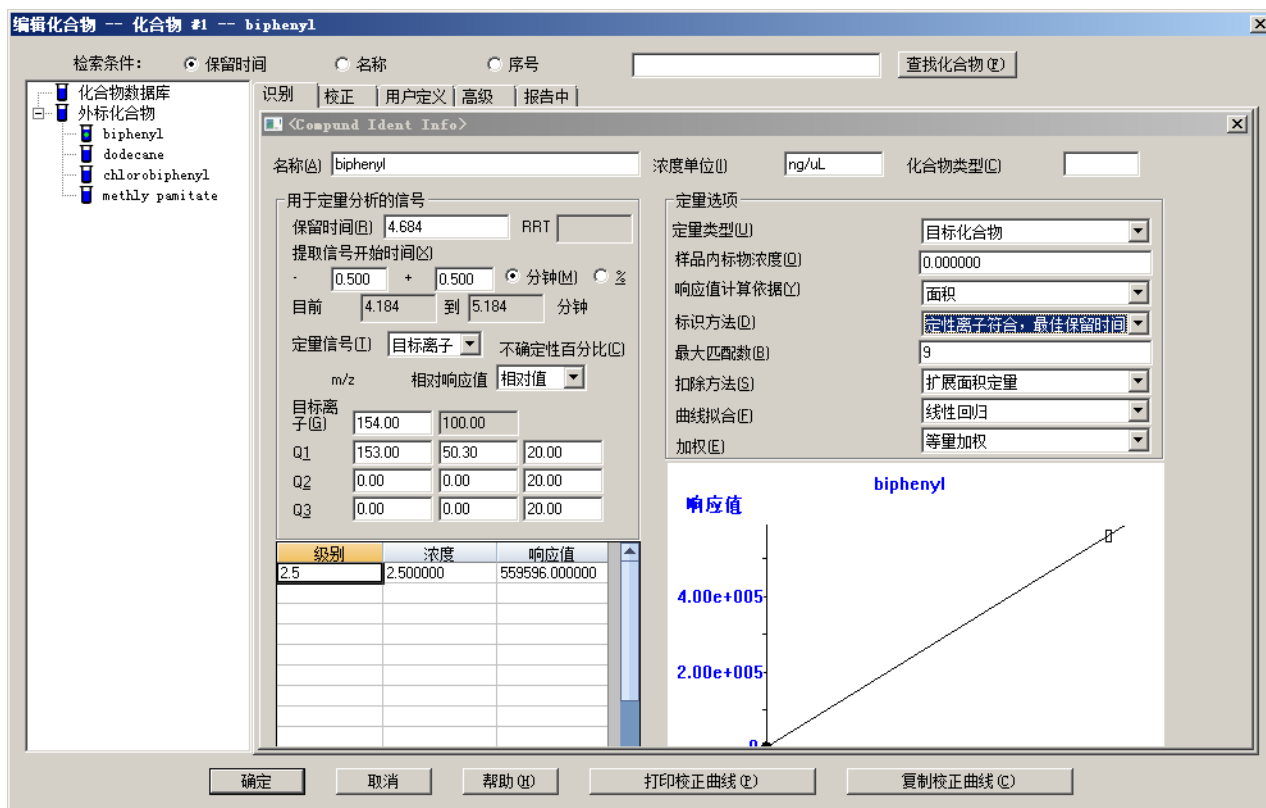 编辑化合物 -- 化合物 #1 -- biphenyl
检索条件: 保留时间 名称 序号 查找化合物(F)
化合物数据库
外标化合物
biphenyl
dodecane
chlorobiphenyl
methly pamitate
识别 校正 用户定义 高级 报告中
<Compund Ident Info>
名称(A) biphenyl 浓度单位(I) ng/uL 化合物类型(C)
用于定量分析的信号
保留时间(R) 4.684 RRT
提取信号开始时间(X)
- 0.500 + 0.500 分钟(M) %
目前 4.184 到 5.184 分钟
定量信号(T) 目标离子 不确定性百分比(C)
m/z 相对响应值 相对值
目标离
子(G) 154.00 100.00
Q1 153.00 50.30 20.00
Q2 0.00 0.00 20.00
Q3 0.00 0.00 20.00
定量选项
定量类型(U) 目标化合物
样品内标物浓度(O) 0.000000
响应值计算依据(Y) 面积
标识方法(D) 定性离子符合，最佳保留时间
最大匹配数(B) 9
扣除方法(S) 扩展面积定量
曲线拟合(F) 线性回归
加权(E) 等量加权
级别 浓度 响应值
2.5 2.500000 559596.000000
biphenyl
响应值
4.00e+005
2.00e+005
0
确定 取消 帮助(H) 打印校正曲线(P) 复制校正曲线(C)